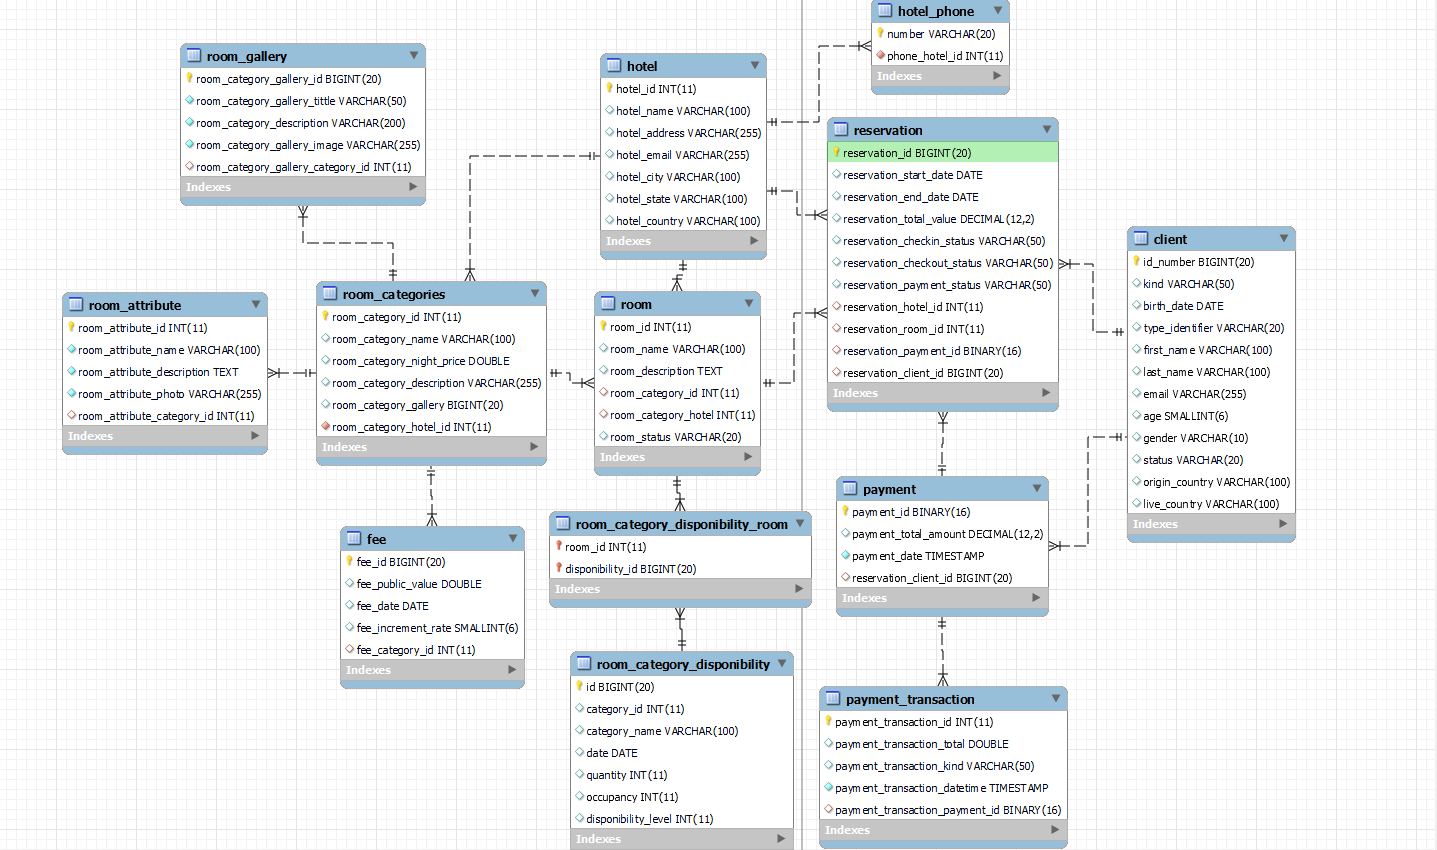 hotel_phone
number VARCHAR(20)
phone_hotel_id INT(11)
Indexes
room_gallery
room_category_gallery_id BIGINT(20)
room_category_gallery_tittle VARCHAR(50)
room_category_description VARCHAR(200)
room_category_gallery_image VARCHAR(255)
room_category_gallery_category_id INT(11)
Indexes
hotel
hotel_id INT(11)
hotel_name VARCHAR(100)
hotel_address VARCHAR(255)
hotel_email VARCHAR(255)
hotel_city VARCHAR(100)
hotel_state VARCHAR(100)
hotel_country VARCHAR(100)
Indexes
reservation
reservation_id BIGINT(20)
reservation_start_date DATE
reservation_end_date DATE
reservation_total_value DECIMAL(12,2)
reservation_checkin_status VARCHAR(50)
reservation_checkout_status VARCHAR(50)
reservation_payment_status VARCHAR(50)
reservation_hotel_id INT(11)
reservation_room_id INT(11)
reservation_payment_id BINARY(16)
reservation_client_id BIGINT(20)
Indexes
client
id_number BIGINT(20)
kind VARCHAR(50)
birth_date DATE
type_identifier VARCHAR(20)
first_name VARCHAR(100)
last_name VARCHAR(100)
email VARCHAR(255)
age SMALLINT(6)
gender VARCHAR(10)
status VARCHAR(20)
origin_country VARCHAR(100)
live_country VARCHAR(100)
Indexes
room_attribute
room_attribute_id INT(11)
room_attribute_name VARCHAR(100)
room_attribute_description TEXT
room_attribute_photo VARCHAR(255)
room_attribute_category_id INT(11)
Indexes
room_categories
room_category_id INT(11)
room_category_name VARCHAR(100)
room_category_night_price DOUBLE
room_category_description VARCHAR(255)
room_category_gallery BIGINT(20)
room_category_hotel_id INT(11)
Indexes
room
room_id INT(11)
room_name VARCHAR(100)
room_description TEXT
room_category_id INT(11)
room_category_hotel INT(11)
room_status VARCHAR(20)
Indexes
fee
fee_id BIGINT(20)
fee_public_value DOUBLE
fee_date DATE
fee_increment_rate SMALLINT(6)
fee_category_id INT(11)
Indexes
room_category_disponibility_room
room_id INT(11)
disponibility_id BIGINT(20)
Indexes
payment
payment_id BINARY(16)
payment_total_amount DECIMAL(12,2)
payment_date TIMESTAMP
reservation_client_id BIGINT(20)
Indexes
room_category_disponibility
id BIGINT(20)
category_id INT(11)
category_name VARCHAR(100)
date DATE
quantity INT(11)
occupancy INT(11)
disponibility_level INT(11)
Indexes
payment_transaction
payment_transaction_id INT(11)
payment_transaction_total DOUBLE
payment_transaction_kind VARCHAR(50)
payment_transaction_datetime TIMESTAMP
payment_transaction_payment_id BINARY(16)
Indexes